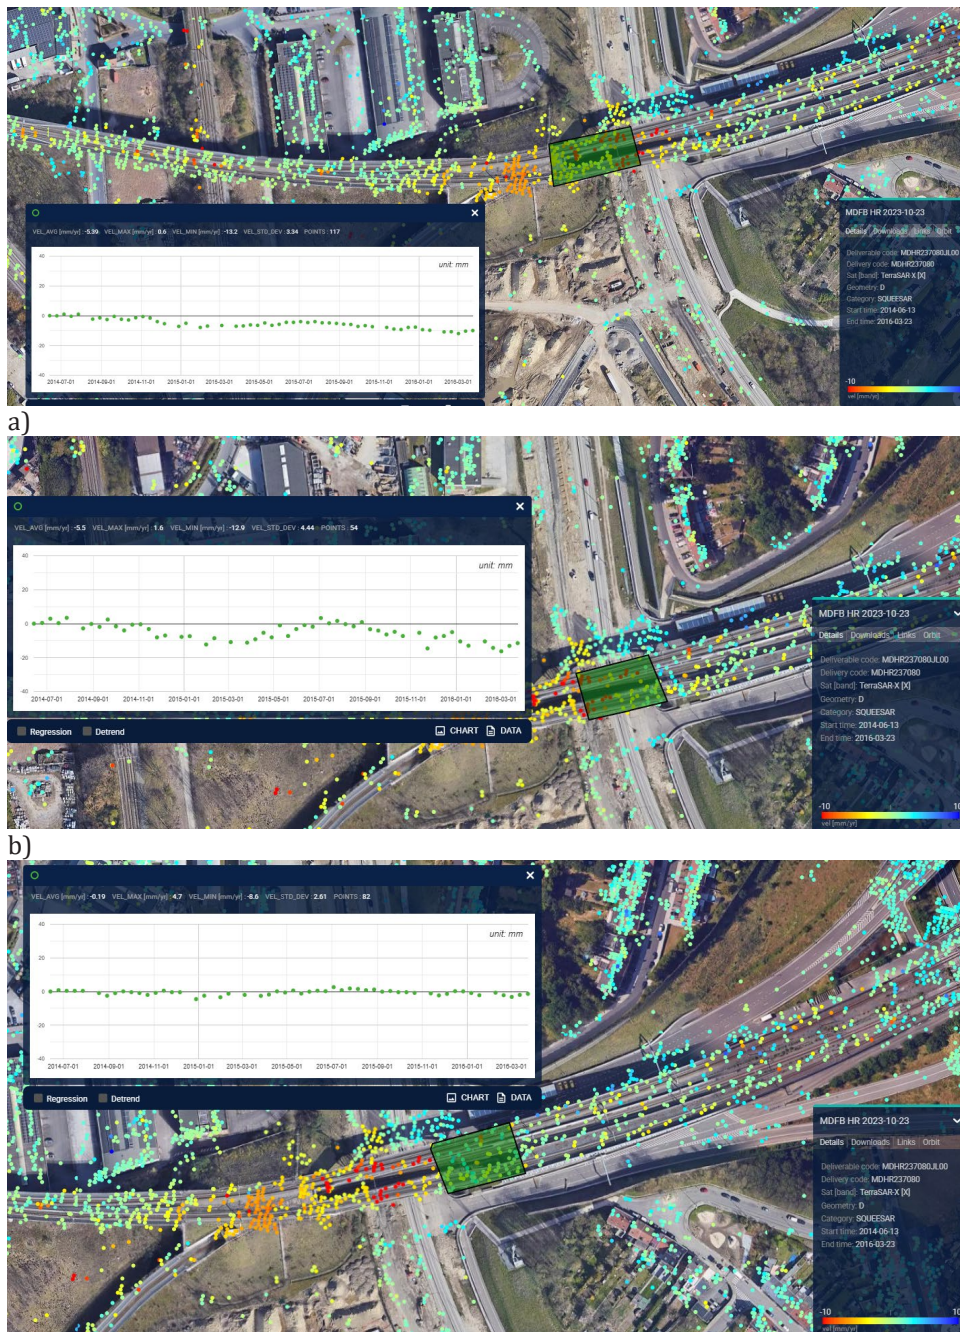 ×
VEL_AVG [mm/yr] : -5.39 VEL_MAX [mm/yr] : 0.6 VEL_MIN [mm/yr] : -13.2 VEL_STD_DEV : 3.34 POINTS : 117
unit: mm
40
20
0
-20
-40
2014-07-01 2014-09-01 2014-11-01 2015-01-01 2015-03-01 2015-05-01 2015-07-01 2015-09-01 2015-11-01 2016-01-01 2016-03-01
MDFB HR 2023-10-23
Details Downloads Links Orbit
Deliverable code: MDHR237080JL00
Delivery code: MDHR237080
Sat [band]: TerraSAR-X [X]
Geometry: D
Category: SQUEESAR
Start time: 2014-06-13
End time: 2016-03-23
-10
vel [mm/yr]
a)
×
VEL_AVG [mm/yr] : -5.5 VEL_MAX [mm/yr] : 1.6 VEL_MIN [mm/yr] : -12.9 VEL_STD_DEV : 4.44 POINTS : 54
unit: mm
40
20
0
-20
-40
2014-07-01 2014-09-01 2014-11-01 2015-01-01 2015-03-01 2015-05-01 2015-07-01 2015-09-01 2015-11-01 2016-01-01 2016-03-01
Regression Detrend CHART DATA
MDFB HR 2023-10-23
Details Downloads Links Orbit
Deliverable code: MDHR237080JL00
Delivery code: MDHR237080
Sat [band]: TerraSAR-X [X]
Geometry: D
Category: SQUEESAR
Start time: 2014-06-13
End time: 2016-03-23
-10 10
vel [mm/yr]
b)
×
VEL_AVG [mm/yr] : -0.19 VEL_MAX [mm/yr] : 4.7 VEL_MIN [mm/yr] : -8.6 VEL_STD_DEV : 2.61 POINTS : 82
unit: mm
40
20
0
-20
-40
2014-07-01 2014-09-01 2014-11-01 2015-01-01 2015-03-01 2015-05-01 2015-07-01 2015-09-01 2015-11-01 2016-01-01 2016-03-01
Regression Detrend CHART DATA
MDFB HR 2023-10-23
Details Downloads Links Orbit
Deliverable code: MDHR237080JL00
Delivery code: MDHR237080
Sat [band]: TerraSAR-X [X]
Geometry: D
Category: SQUEESAR
Start time: 2014-06-13
End time: 2016-03-23
-10 10
vel [mm/yr]